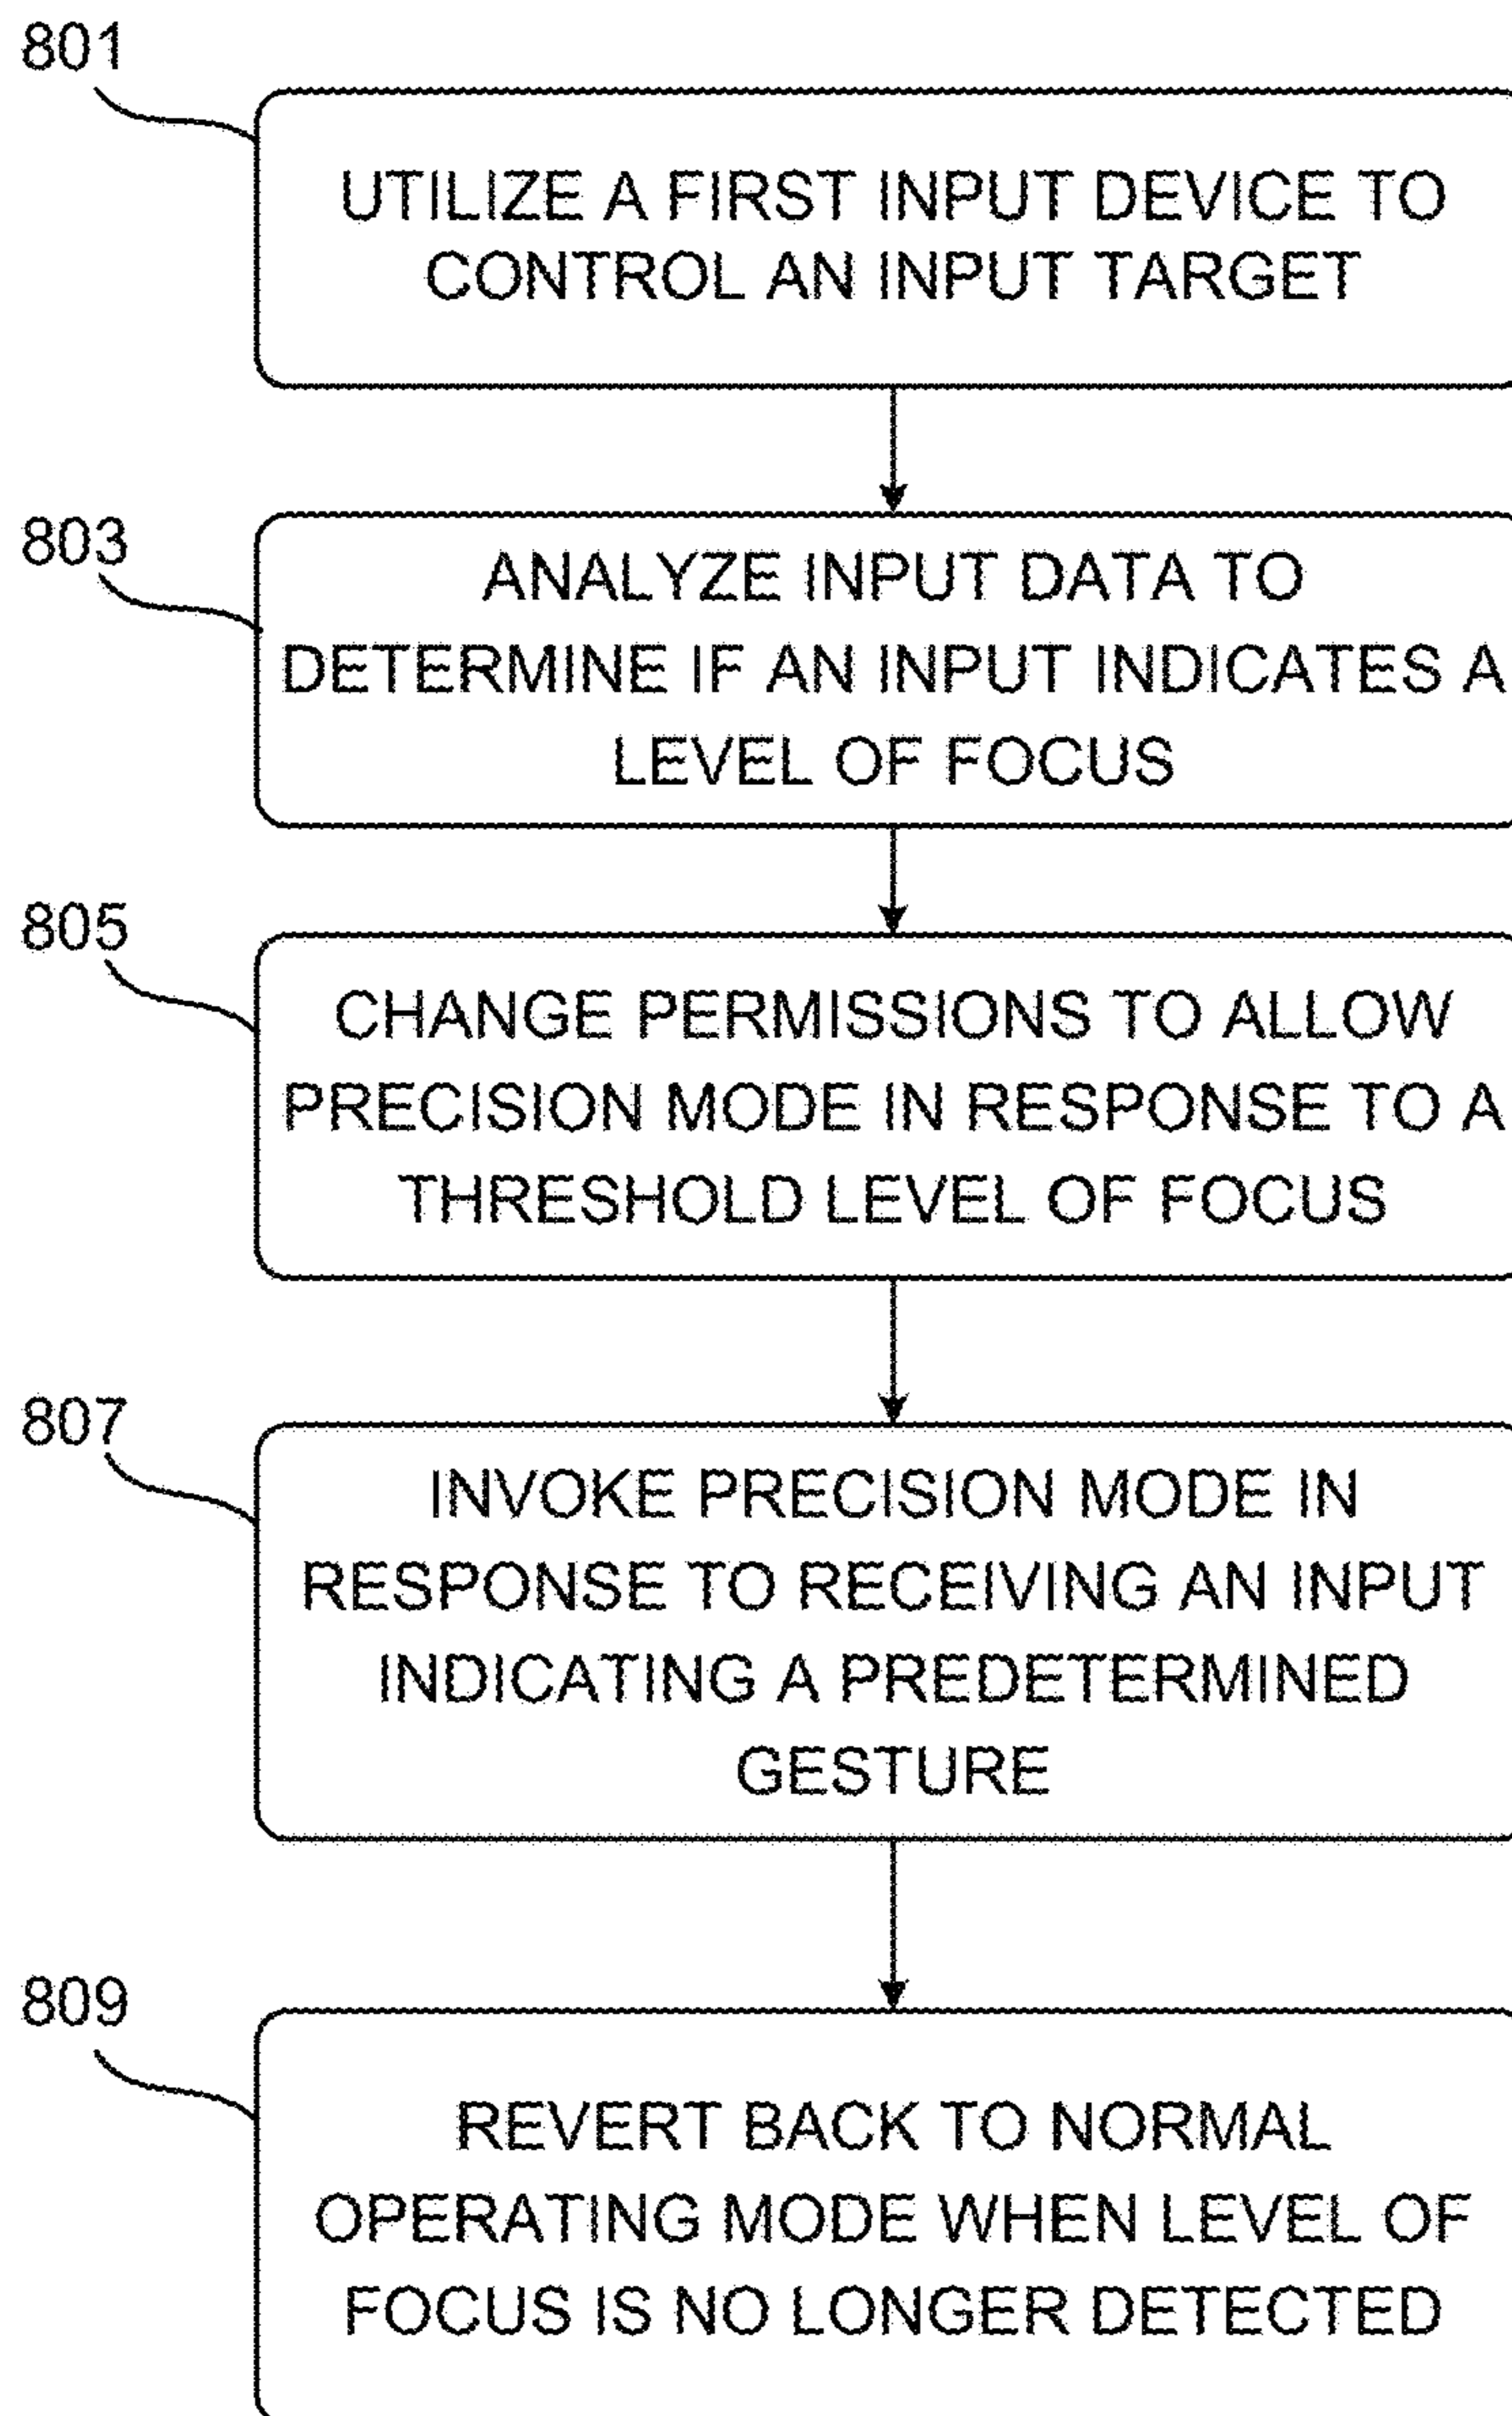 801
UTILIZE A FIRST INPUT DEVICE TO
CONTROL AN INPUT TARGET
803
ANALYZE INPUT DATA TO
DETERMINE IF AN INPUT INDICATES A
LEVEL OF FOCUS
805
CHANGE PERMISSIONS TO ALLOW
PRECISION MODE IN RESPONSE TO A
THRESHOLD LEVEL OF FOCUS
807
INVOKE PRECISION MODE IN
RESPONSE TO RECEIVING AN INPUT
INDICATING A PREDETERMINED
GESTURE
809
REVERT BACK TO NORMAL
OPERATING MODE WHEN LEVEL OF
FOCUS IS NO LONGER DETECTED